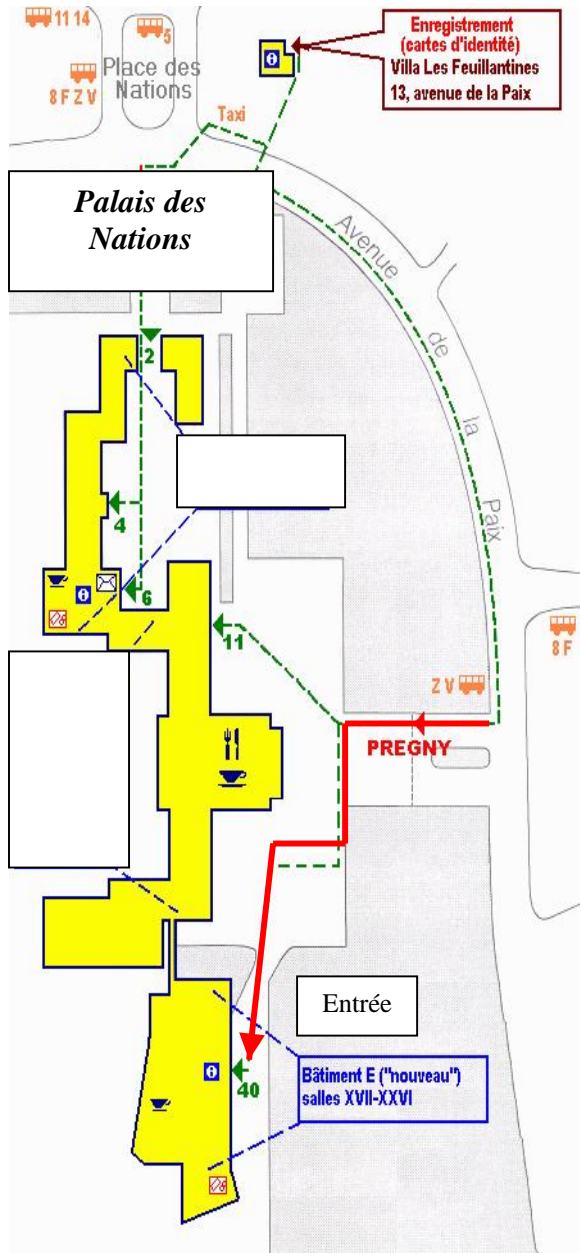 11 14
5
Enregistrement
(cartes d'identité)
Villa Les Feuillantines
13, avenue de la Paix
8 F Z V
Place des
Nations
Taxi
Palais des
Nations
Avenue
de
la
Paix
2
4
6
11
8 F
Z V
PREGNY
Entrée
Bâtiment E ("nouveau")
salles XVII-XXVI
40